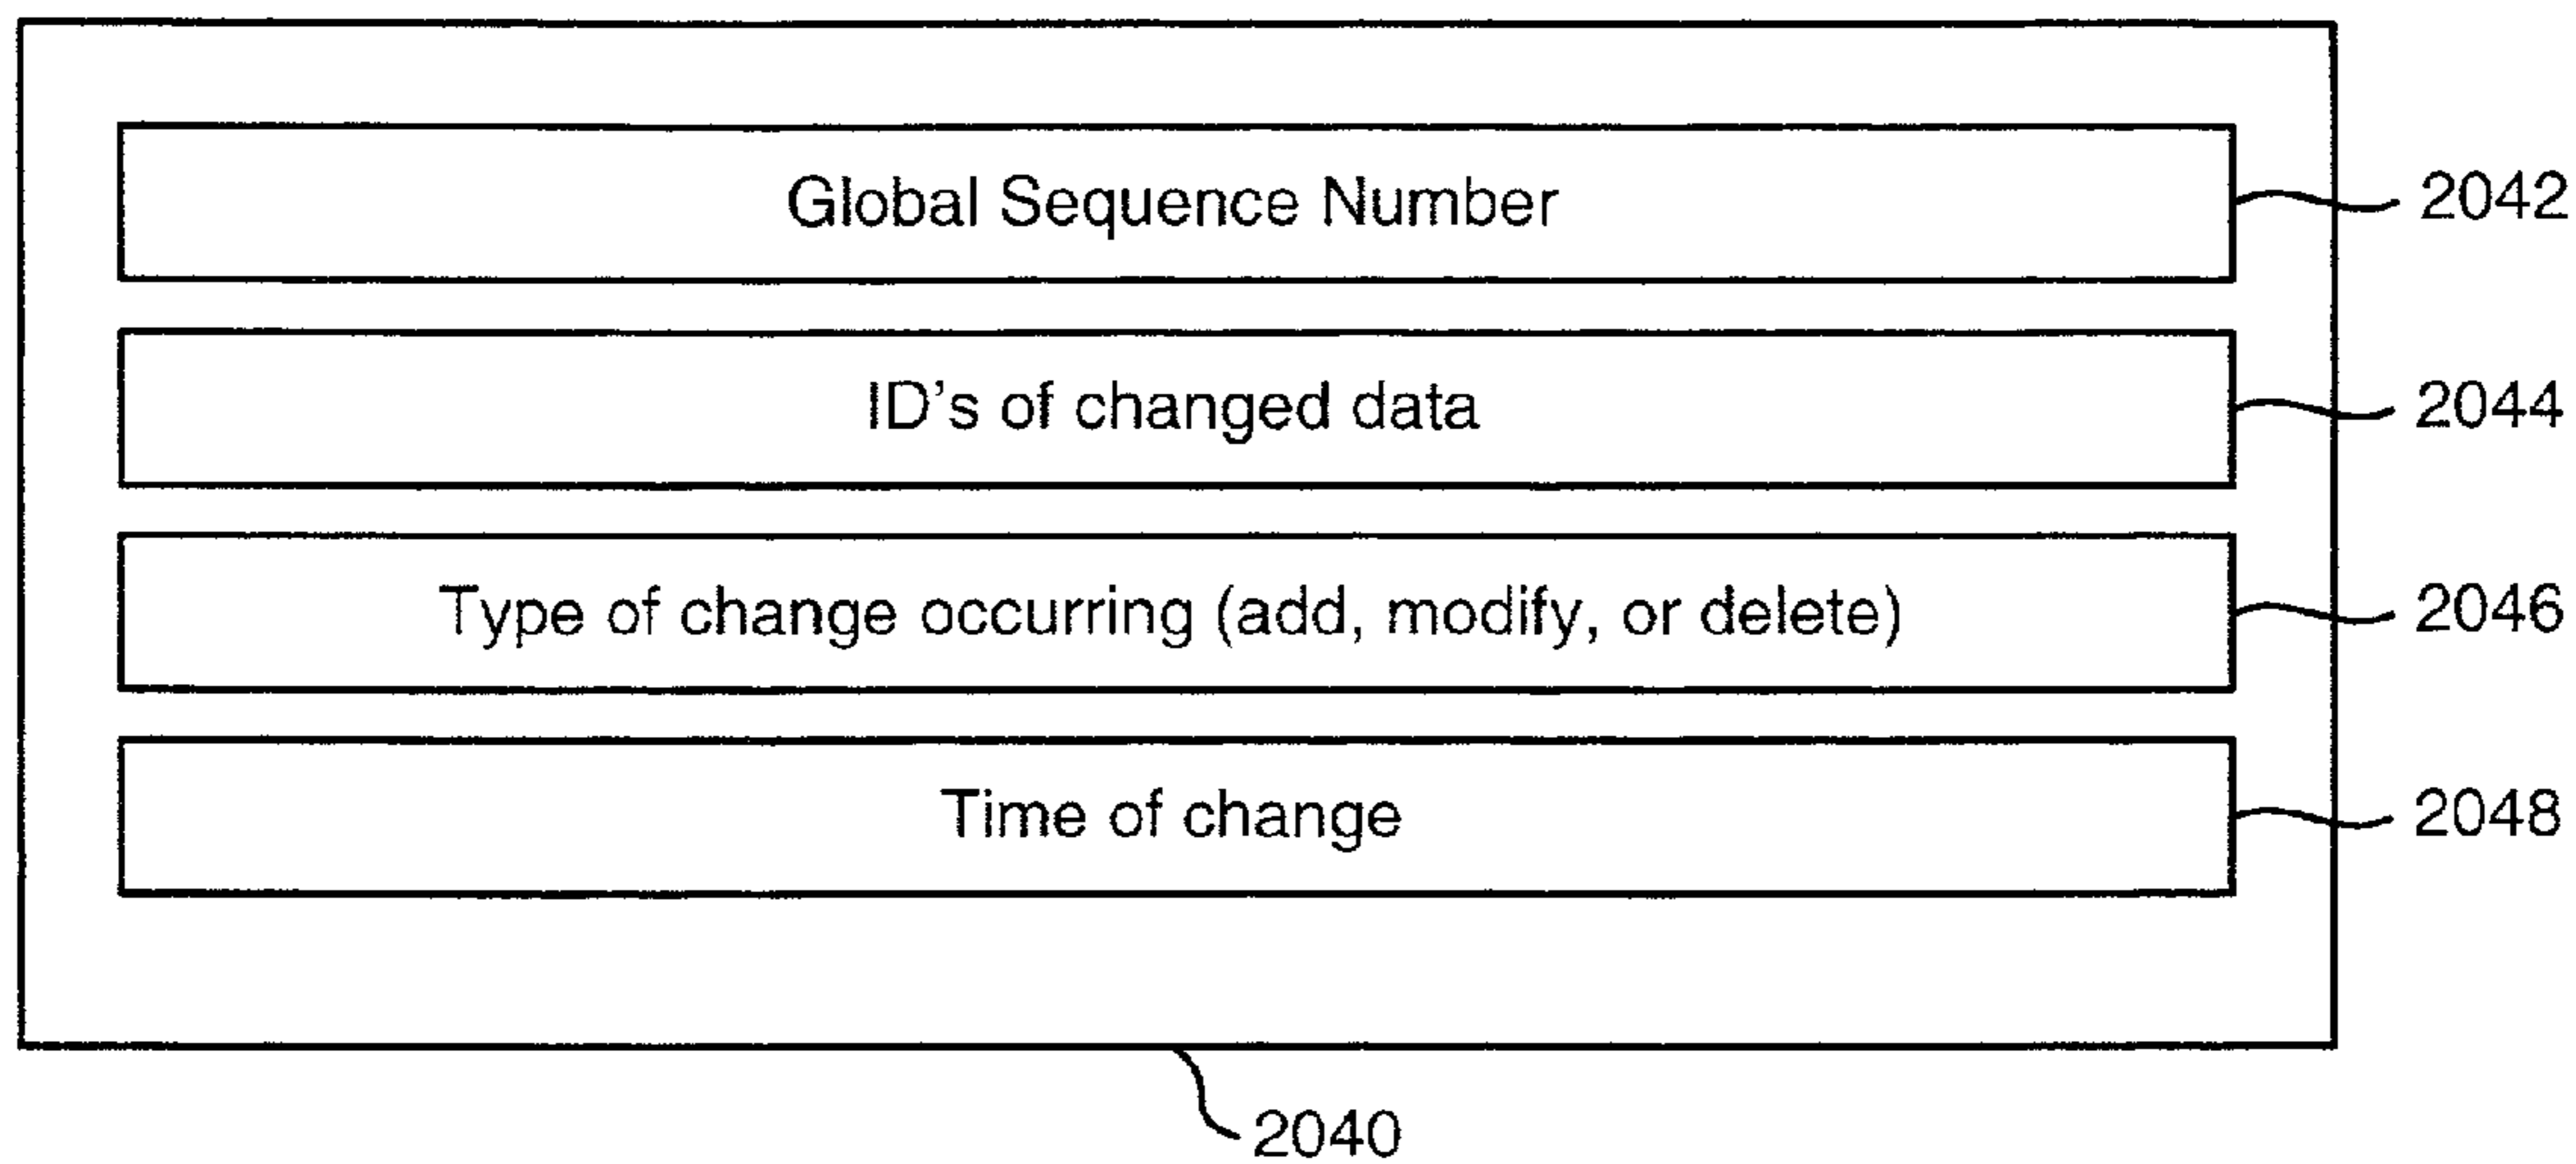 Global Sequence Number 2042
ID's of changed data 2044
Type of change occurring (add, modify, or delete) 2046
Time of change 2048
2040